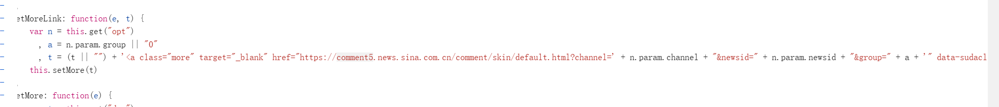 etMoreLink: function(e, t) {
var n = this.get("opt")
, a = n.param.group || "0"
, t = (t || "") + '<a class="more" target="_blank" href="https://comment5.news.sina.com.cn/comment/skin/default.html?channel=' + n.param.channel + "&newsid=" + n.param.newsid + "&group=" + a + '" data-sudacl
this.setMore(t)
,
etMore: function(e) {